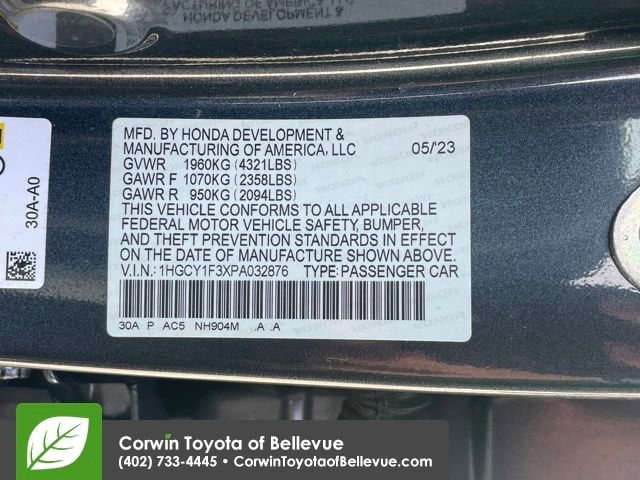 MFD. BY HONDA DEVELOPMENT &
MANUFACTURING OF AMERICA, LLC 05/23
GVWR 1960KG (4321LBS)
GAWR F 1070KG (2358LBS)
GAWR R 950KG (2094LBS)
THIS VEHICLE CONFORMS TO ALL APPLICABLE
FEDERAL MOTOR VEHICLE SAFETY, BUMPER,
AND THEFT PREVENTION STANDARDS IN EFFECT
ON THE DATE OF MANUFACTURE SHOWN ABOVE.
V.I.N.: 1HGCY1F3XPA032876 TYPE: PASSENGER CAR
30A P AC5 NH904M .A .A
30A-A0
Corwin Toyota of Bellevue
(402) 733-4445 • CorwinToyotaofBellevue.com